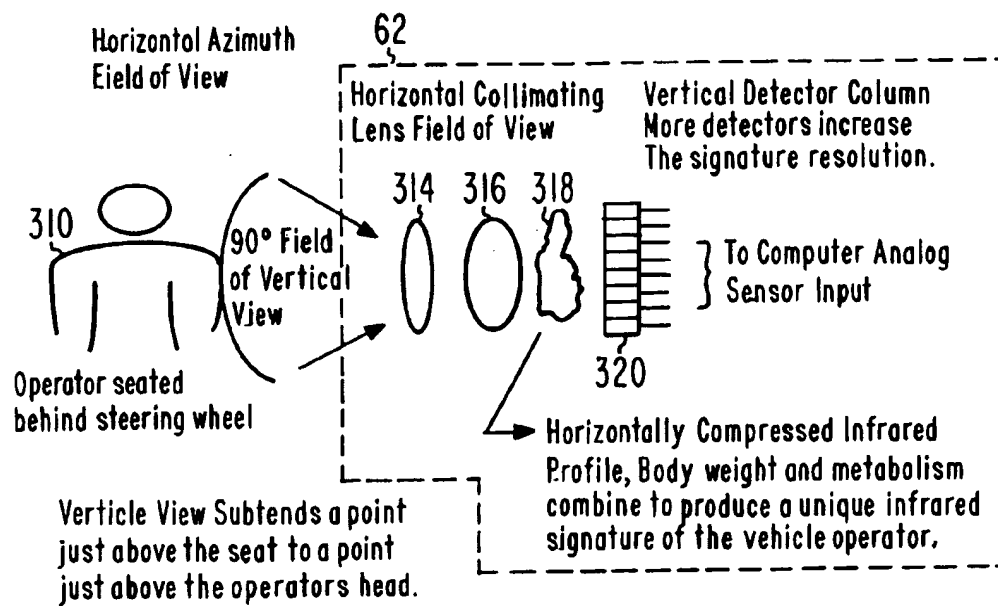 Horizontal Azimuth
Eield of View
62
Horizontal Collimating
Lens Field of View
Vertical Detector Column
More detectors increase
The signature resolution.
310
314
316
318
90° Field
of Vertical
View
To Computer Analog
Sensor Input
320
Operator seated
behind steering wheel
Horizontally Compressed Infrared
Profile, Body weight and metabolism
combine to produce a unique infrared
signature of the vehicle operator.
Verticle View Subtends a point
just above the seat to a point
just above the operators head.